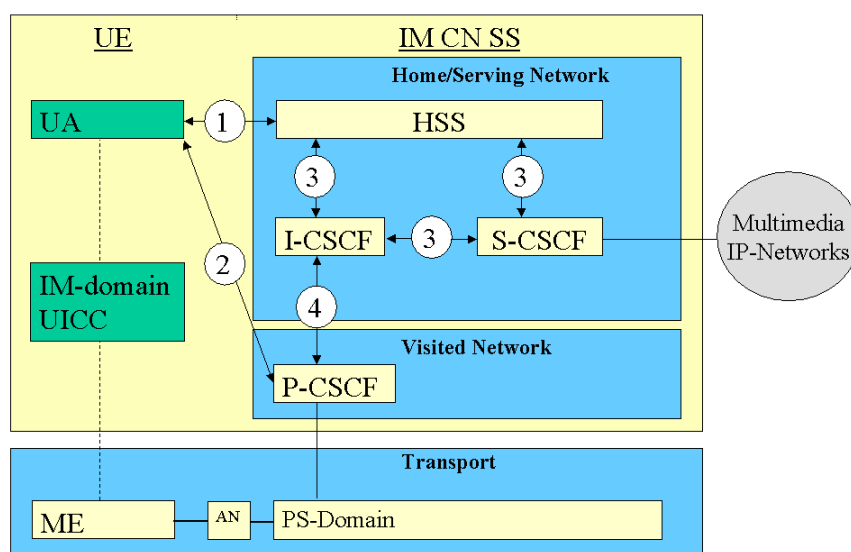 UE
IM CN SS
Home/Serving Network
UA
1
HSS
3
3
I-CSCF
3
S-CSCF
Multimedia
IP-Networks
2
IM-domain
UICC
4
Visited Network
P-CSCF
Transport
ME
AN
PS-Domain